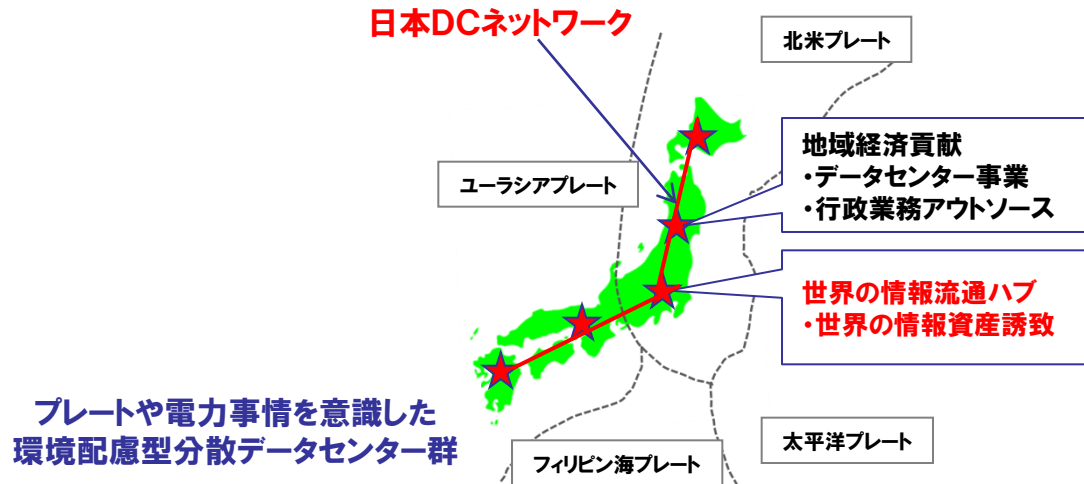 日本DCネットワーク
北米プレート
地域経済貢献
・データセンター事業
・行政業務アウトソース
ユーラシアプレート
世界の情報流通ハブ
・世界の情報資産誘致
プレートや電力事情を意識した
環境配慮型分散データセンター群
太平洋プレート
フィリピン海プレート